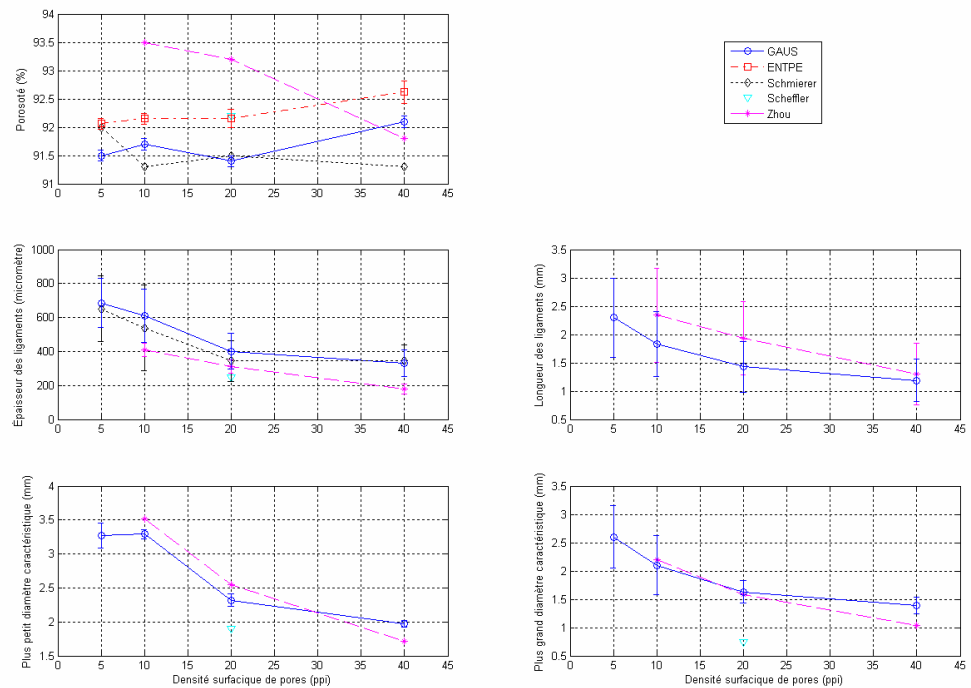 94
93.5
93
92.5
92
91.5
91
Porosoté (%)
0 5 10 15 20 25 30 35 40 45
GAUS
ENTPE
Schmierer
Scheffler
Zhou
1000
800
600
400
200
0
Épaisseur des ligaments (micromètre)
0 5 10 15 20 25 30 35 40 45
3.5
3
2.5
2
1.5
1
0.5
Longueur des ligaments (mm)
0 5 10 15 20 25 30 35 40 45
4
3.5
3
2.5
2
1.5
Plus petit diamètre caractéristique (mm)
0 5 10 15 20 25 30 35 40 45
Densité surfacique de pores (ppi)
3.5
3
2.5
2
1.5
1
0.5
Plus grand diamètre caractéristique (mm)
0 5 10 15 20 25 30 35 40 45
Densité surfacique de pores (ppi)